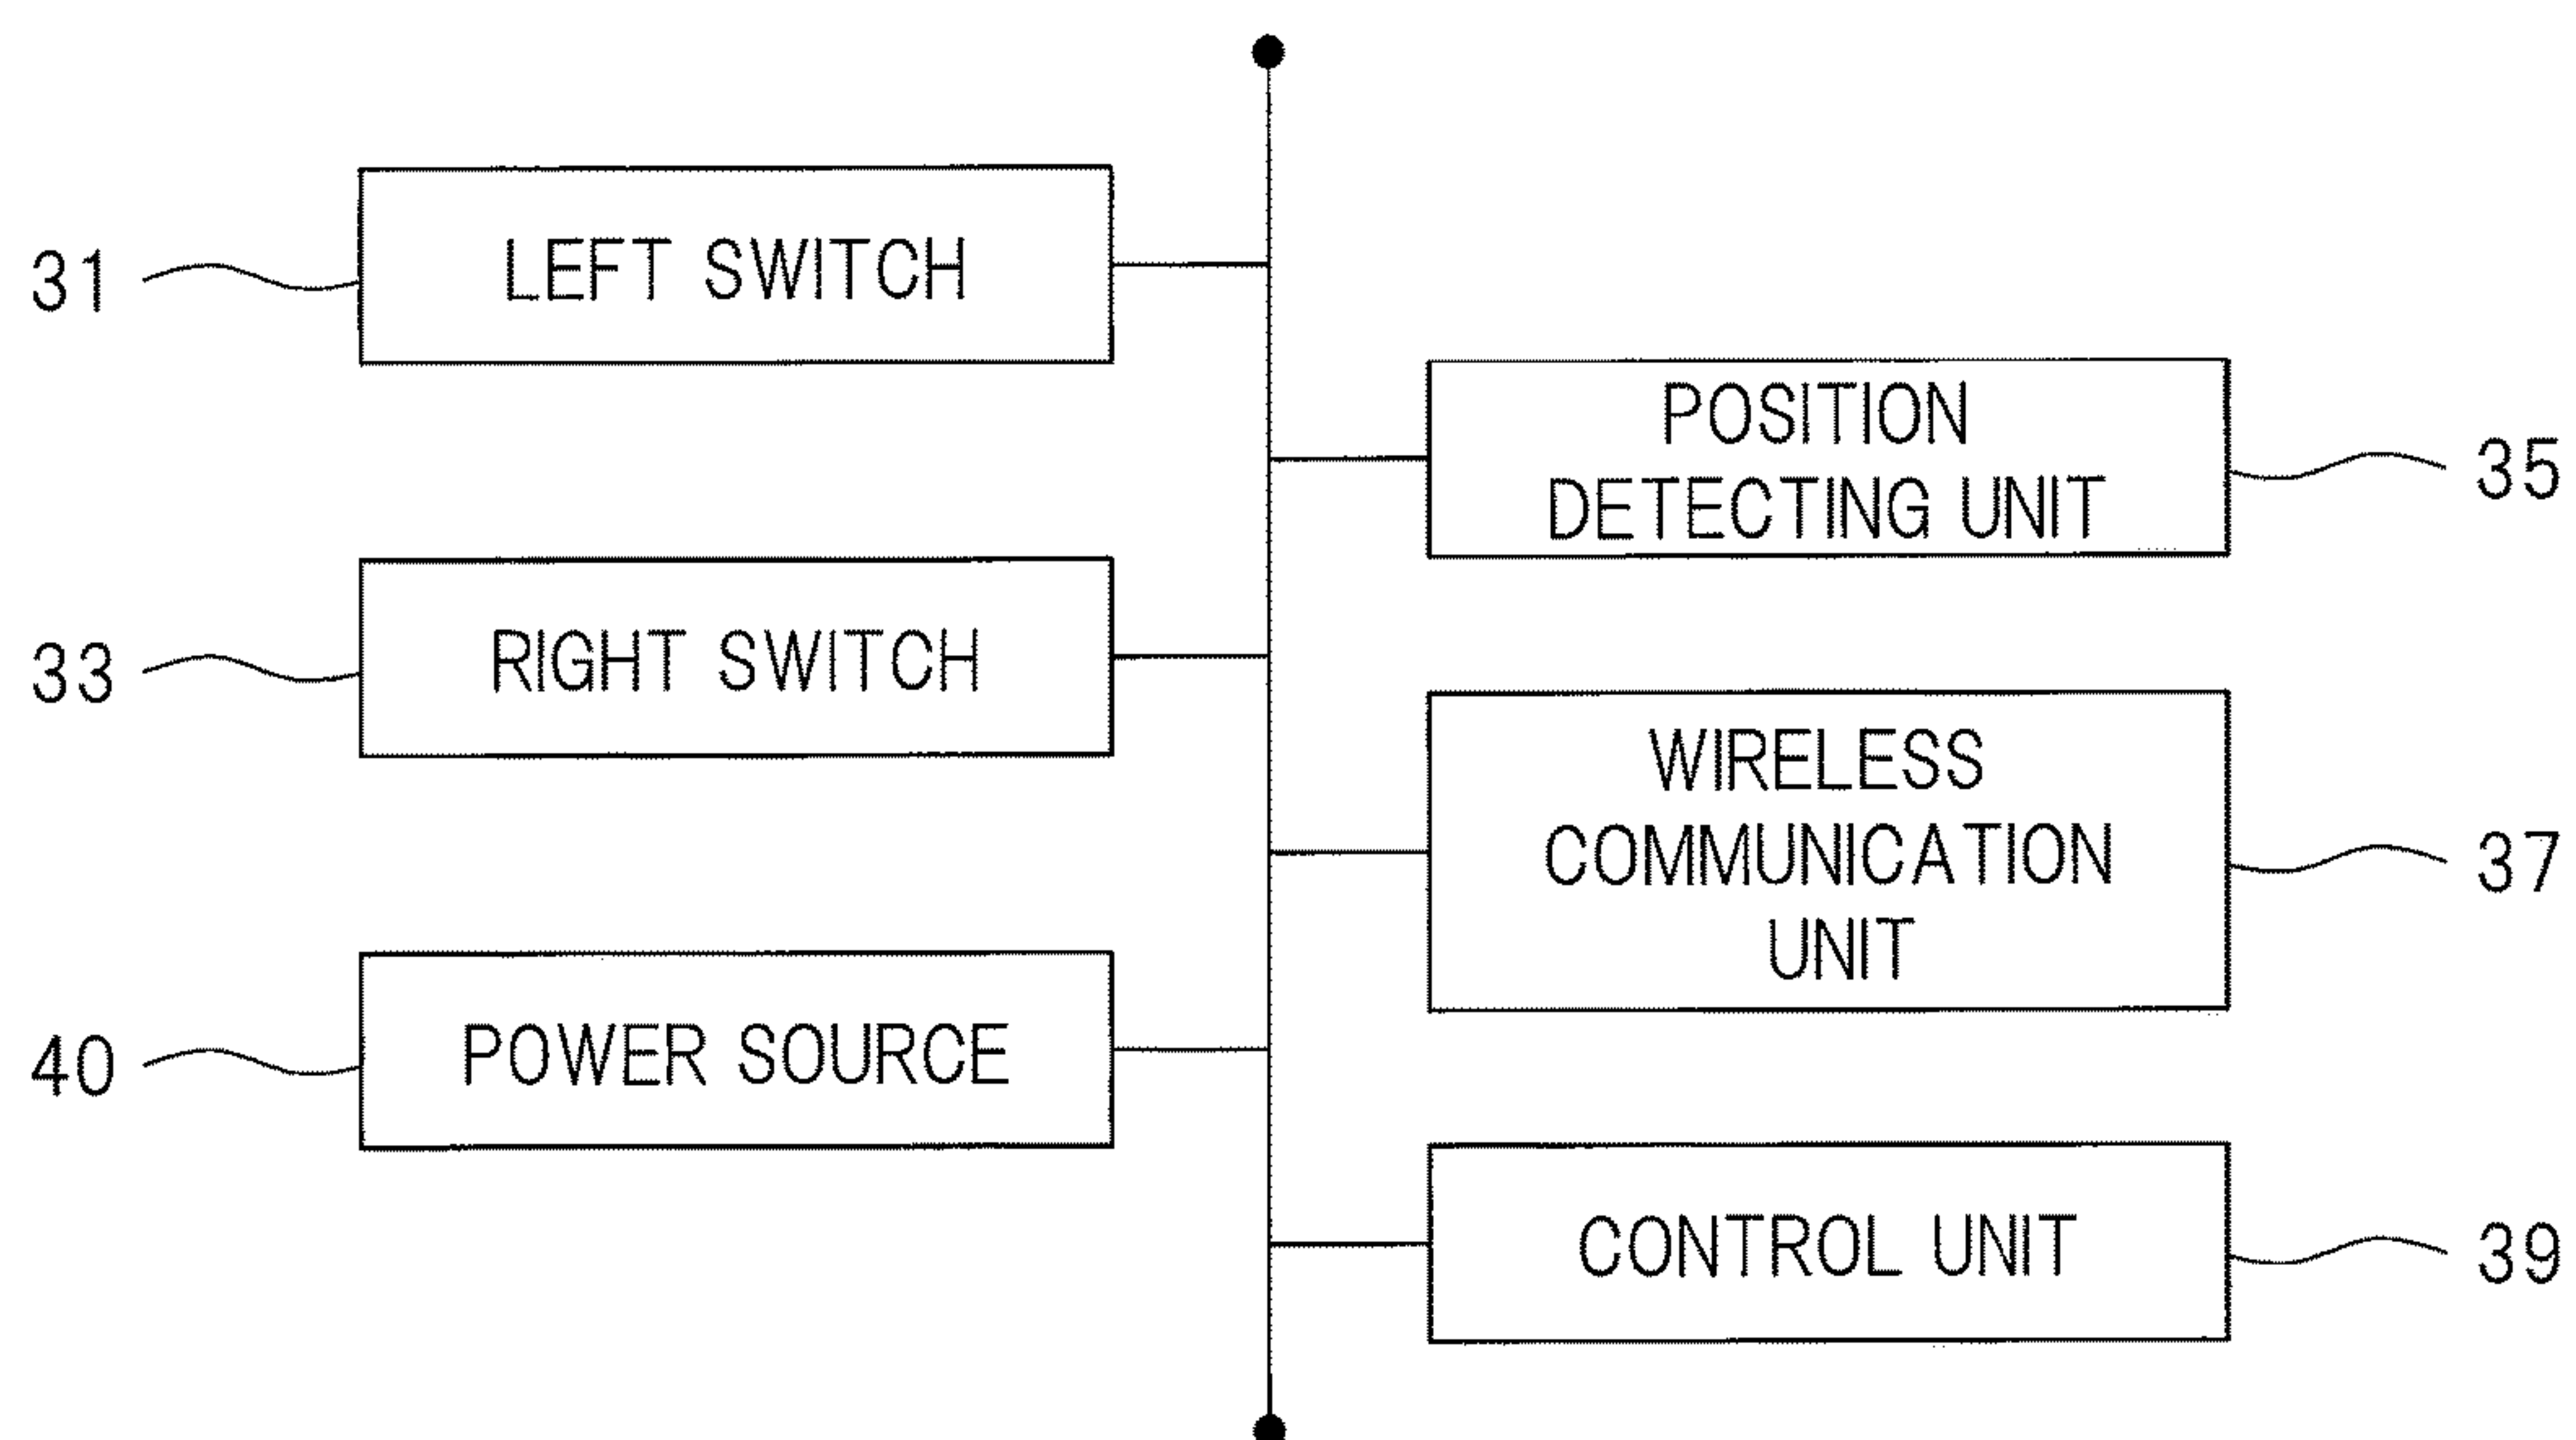 31
LEFT SWITCH
33
RIGHT SWITCH
40
POWER SOURCE
POSITION
DETECTING UNIT
35
WIRELESS
COMMUNICATION
UNIT
37
CONTROL UNIT
39